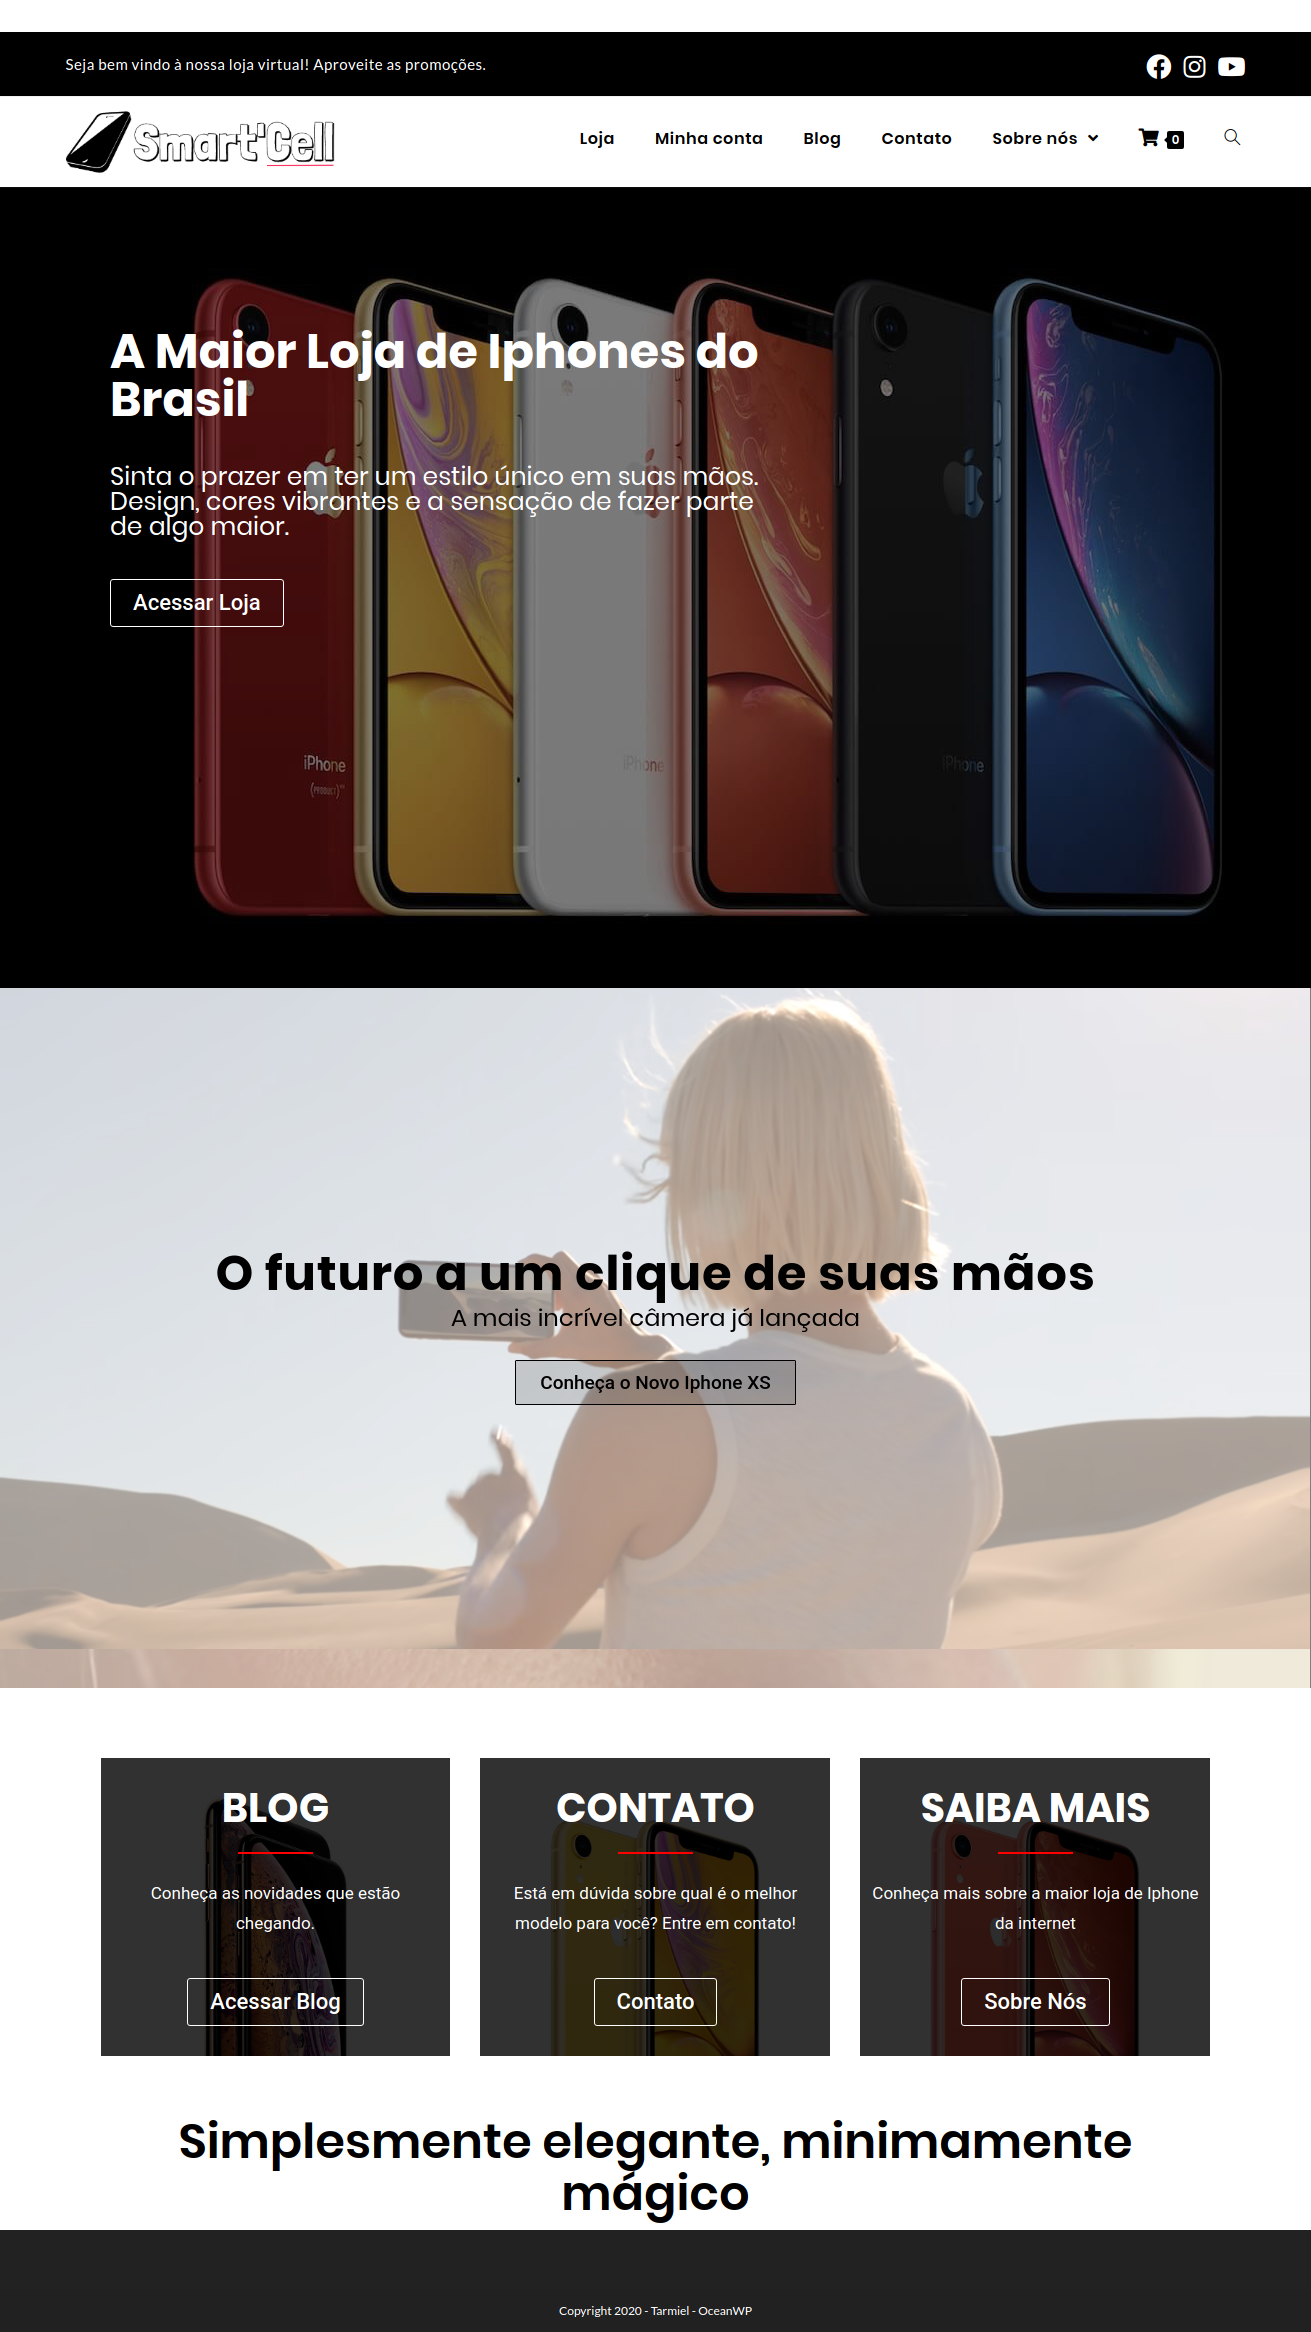 Seja bem vindo à nossa loja virtual! Aproveite as promoções.
Smart'Cell
Loja Minha conta Blog Contato Sobre nós 0
A Maior Loja de Iphones do
Brasil
Sinta o prazer em ter um estilo único em suas mãos.
Design, cores vibrantes e a sensação de fazer parte
de algo maior.
Acessar Loja
iPhone iPhone iPhone
(PRODUCT)
O futuro a um clique de suas mãos
A mais incrível câmera já lançada
Conheça o Novo Iphone XS
BLOG
Conheça as novidades que estão
chegando.
Acessar Blog
CONTATO
Está em dúvida sobre qual é o melhor
modelo para você? Entre em contato!
Contato
SAIBA MAIS
Conheça mais sobre a maior loja de Iphone
da internet
Sobre Nós
Simplesmente elegante, minimamente
mágico
Copyright 2020 - Tarmiel - OceanWP